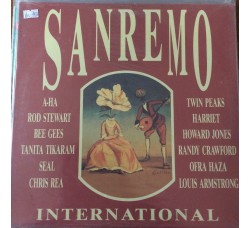 SANREMO
A-HA
ROD STEWART
BEE GEES
TANITA TIKARAM
SEAL
CHRIS REA
TWIN PEAKS
HARRIET
HOWARD JONES
RANDY CRAWFORD
OFRA HAZA
LOUIS ARMSTRONG
INTERNATIONAL